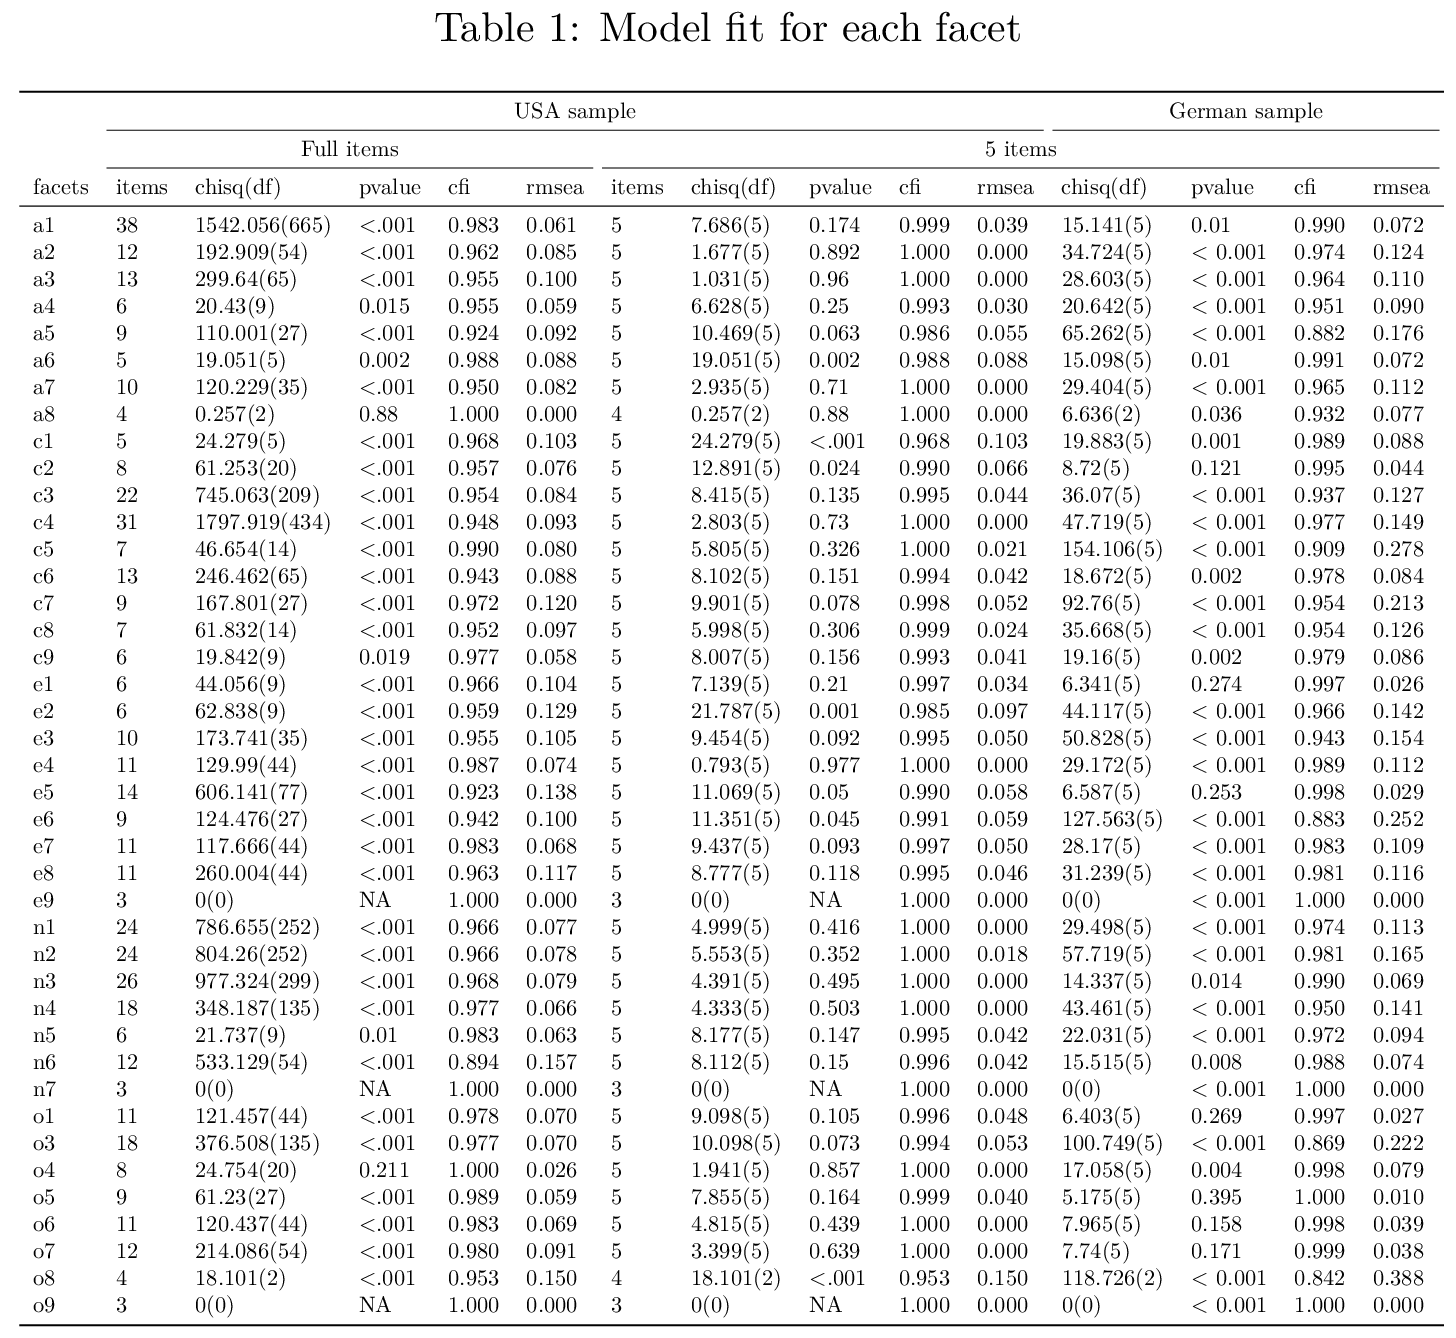 Table 1: Model fit for each facet
USA sample German sample
Full items 5 items
facets items chisq(df) pvalue cfi rmsea items chisq(df) pvalue cfi rmsea chisq(df) pvalue cfi rmsea
a1 38 1542.056(665) <.001 0.983 0.061 5 7.686(5) 0.174 0.999 0.039 15.141(5) 0.01 0.990 0.072
a2 12 192.909(54) <.001 0.962 0.085 5 1.677(5) 0.892 1.000 0.000 34.724(5) < 0.001 0.974 0.124
a3 13 299.64(65) <.001 0.955 0.100 5 1.031(5) 0.96 1.000 0.000 28.603(5) < 0.001 0.964 0.110
a4 6 20.43(9) 0.015 0.955 0.059 5 6.628(5) 0.25 0.993 0.030 20.642(5) < 0.001 0.951 0.090
a5 9 110.001(27) <.001 0.924 0.092 5 10.469(5) 0.063 0.986 0.055 65.262(5) < 0.001 0.882 0.176
a6 5 19.051(5) 0.002 0.988 0.088 5 19.051(5) 0.002 0.988 0.088 15.098(5) 0.01 0.991 0.072
a7 10 120.229(35) <.001 0.950 0.082 5 2.935(5) 0.71 1.000 0.000 29.404(5) < 0.001 0.965 0.112
a8 4 0.257(2) 0.88 1.000 0.000 4 0.257(2) 0.88 1.000 0.000 6.636(2) 0.036 0.932 0.077
c1 5 24.279(5) <.001 0.968 0.103 5 24.279(5) <.001 0.968 0.103 19.883(5) 0.001 0.989 0.088
c2 8 61.253(20) <.001 0.957 0.076 5 12.891(5) 0.024 0.990 0.066 8.72(5) 0.121 0.995 0.044
c3 22 745.063(209) <.001 0.954 0.084 5 8.415(5) 0.135 0.995 0.044 36.07(5) < 0.001 0.937 0.127
c4 31 1797.919(434) <.001 0.948 0.093 5 2.803(5) 0.73 1.000 0.000 47.719(5) < 0.001 0.977 0.149
c5 7 46.654(14) <.001 0.990 0.080 5 5.805(5) 0.326 1.000 0.021 154.106(5) < 0.001 0.909 0.278
c6 13 246.462(65) <.001 0.943 0.088 5 8.102(5) 0.151 0.994 0.042 18.672(5) 0.002 0.978 0.084
c7 9 167.801(27) <.001 0.972 0.120 5 9.901(5) 0.078 0.998 0.052 92.76(5) < 0.001 0.954 0.213
c8 7 61.832(14) <.001 0.952 0.097 5 5.998(5) 0.306 0.999 0.024 35.668(5) < 0.001 0.954 0.126
c9 6 19.842(9) 0.019 0.977 0.058 5 8.007(5) 0.156 0.993 0.041 19.16(5) 0.002 0.979 0.086
e1 6 44.056(9) <.001 0.966 0.104 5 7.139(5) 0.21 0.997 0.034 6.341(5) 0.274 0.997 0.026
e2 6 62.838(9) <.001 0.959 0.129 5 21.787(5) 0.001 0.985 0.097 44.117(5) < 0.001 0.966 0.142
e3 10 173.741(35) <.001 0.955 0.105 5 9.454(5) 0.092 0.995 0.050 50.828(5) < 0.001 0.943 0.154
e4 11 129.99(44) <.001 0.987 0.074 5 0.793(5) 0.977 1.000 0.000 29.172(5) < 0.001 0.989 0.112
e5 14 606.141(77) <.001 0.923 0.138 5 11.069(5) 0.05 0.990 0.058 6.587(5) 0.253 0.998 0.029
e6 9 124.476(27) <.001 0.942 0.100 5 11.351(5) 0.045 0.991 0.059 127.563(5) < 0.001 0.883 0.252
e7 11 117.666(44) <.001 0.983 0.068 5 9.437(5) 0.093 0.997 0.050 28.17(5) < 0.001 0.983 0.109
e8 11 260.004(44) <.001 0.963 0.117 5 8.777(5) 0.118 0.995 0.046 31.239(5) < 0.001 0.981 0.116
e9 3 0(0) NA 1.000 0.000 3 0(0) NA 1.000 0.000 0(0) < 0.001 1.000 0.000
n1 24 786.655(252) <.001 0.966 0.077 5 4.999(5) 0.416 1.000 0.000 29.498(5) < 0.001 0.974 0.113
n2 24 804.26(252) <.001 0.966 0.078 5 5.553(5) 0.352 1.000 0.018 57.719(5) < 0.001 0.981 0.165
n3 26 977.324(299) <.001 0.968 0.079 5 4.391(5) 0.495 1.000 0.000 14.337(5) 0.014 0.990 0.069
n4 18 348.187(135) <.001 0.977 0.066 5 4.333(5) 0.503 1.000 0.000 43.461(5) < 0.001 0.950 0.141
n5 6 21.737(9) 0.01 0.983 0.063 5 8.177(5) 0.147 0.995 0.042 22.031(5) < 0.001 0.972 0.094
n6 12 533.129(54) <.001 0.894 0.157 5 8.112(5) 0.15 0.996 0.042 15.515(5) 0.008 0.988 0.074
n7 3 0(0) NA 1.000 0.000 3 0(0) NA 1.000 0.000 0(0) < 0.001 1.000 0.000
o1 11 121.457(44) <.001 0.978 0.070 5 9.098(5) 0.105 0.996 0.048 6.403(5) 0.269 0.997 0.027
o3 18 376.508(135) <.001 0.977 0.070 5 10.098(5) 0.073 0.994 0.053 100.749(5) < 0.001 0.869 0.222
o4 8 24.754(20) 0.211 1.000 0.026 5 1.941(5) 0.857 1.000 0.000 17.058(5) 0.004 0.998 0.079
o5 9 61.23(27) <.001 0.989 0.059 5 7.855(5) 0.164 0.999 0.040 5.175(5) 0.395 1.000 0.010
o6 11 120.437(44) <.001 0.983 0.069 5 4.815(5) 0.439 1.000 0.000 7.965(5) 0.158 0.998 0.039
o7 12 214.086(54) <.001 0.980 0.091 5 3.399(5) 0.639 1.000 0.000 7.74(5) 0.171 0.999 0.038
o8 4 18.101(2) <.001 0.953 0.150 4 18.101(2) <.001 0.953 0.150 118.726(2) < 0.001 0.842 0.388
o9 3 0(0) NA 1.000 0.000 3 0(0) NA 1.000 0.000 0(0) < 0.001 1.000 0.000